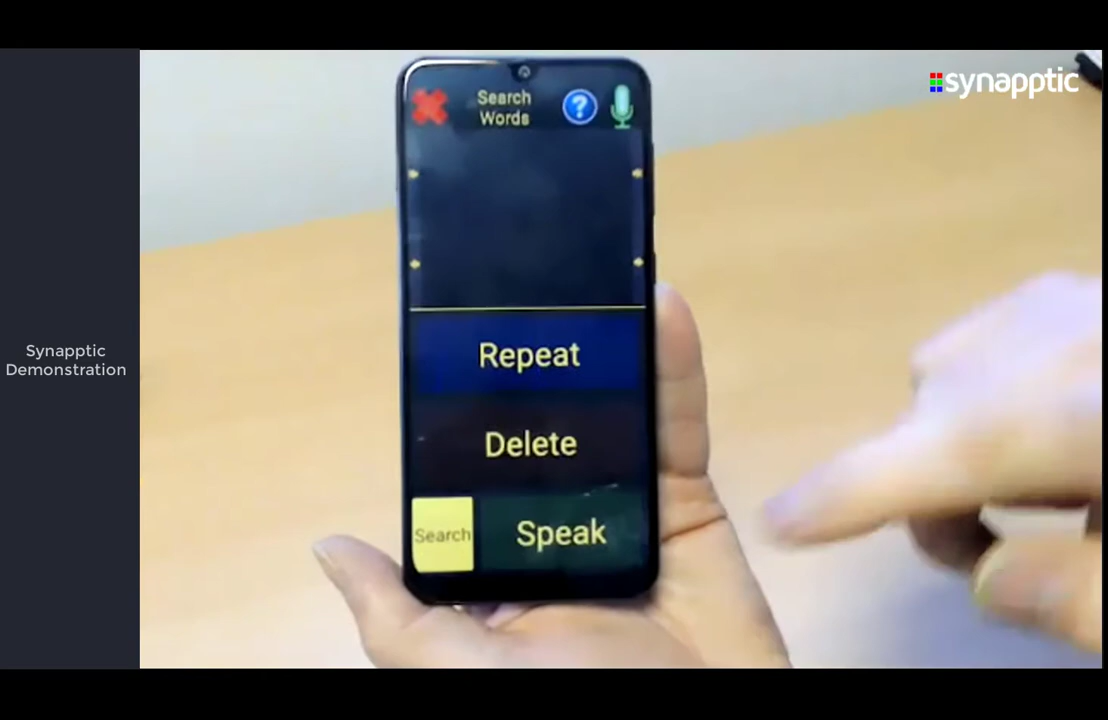 synapptic
Search
Words
?
Repeat
Delete
Search
Speak
Synapptic
Demonstration